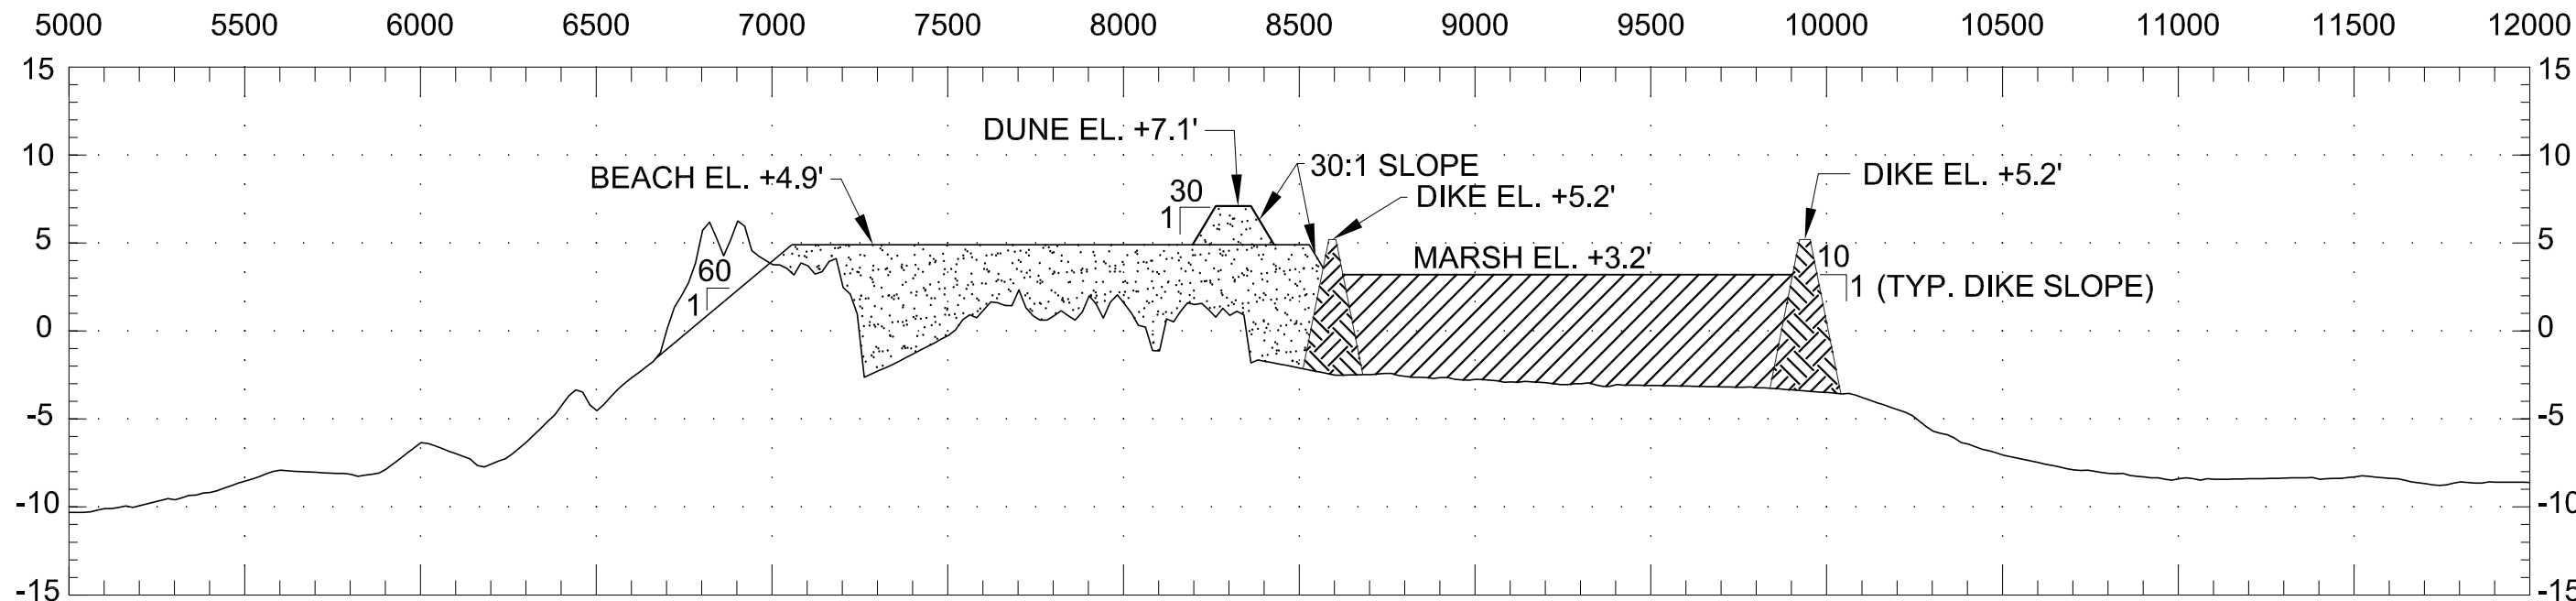 5000 5500 6000 6500 7000 7500 8000 8500 9000 9500 10000 10500 11000 11500 12000
15 15
DUNE EL. +7.1'
10 10
BEACH EL. +4.9'
30:1 SLOPE
DIKE EL. +5.2'
30
1
DIKE EL. +5.2'
5 5
MARSH EL. +3.2'
10
60
1
1 (TYP. DIKE SLOPE)
0 0
-5 -5
-10 -10
-15 -15